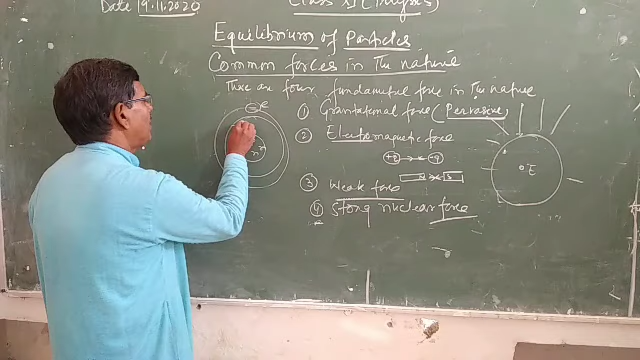 Date 19.11.2020
Class XI (Physics)
Equilibrium of Particles
Common forces in The nature
There are four fundamental force in The nature
① Gravitational force (Pervasive)
② Electromagnetic force
③ Weak force
④ Strong nuclear force
E